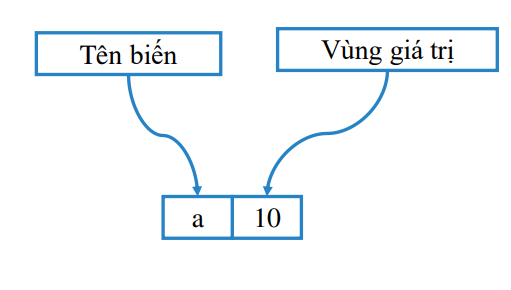 Tên biến
Vùng giá trị
a 10